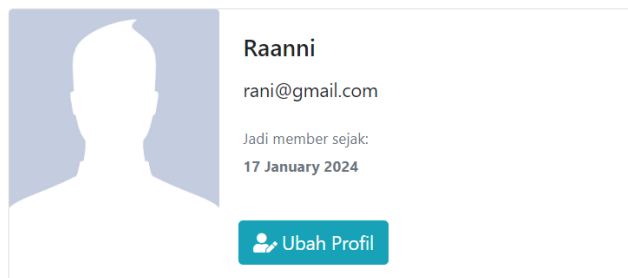 Raanni
rani@gmail.com
Jadi member sejak:
17 January 2024
Ubah Profil